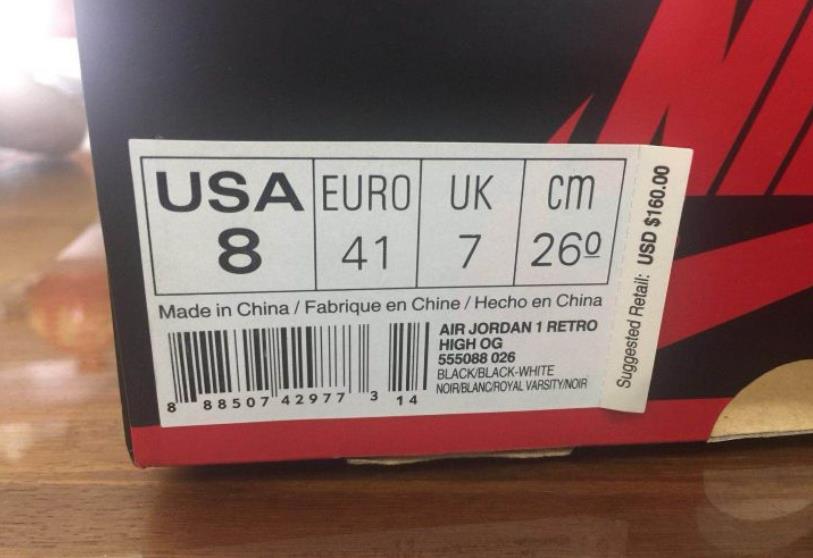 USA EURO UK cm
8 41 7 26º
Made in China / Fabrique en Chine / Hecho en China
AIR JORDAN 1 RETRO
HIGH OG
555088 026
BLACK/BLACK-WHITE
NOIR/BLANC/ROYAL VARSITY/NOIR
8 88507 42977 3 14
Suggested Retail: USD $160.00